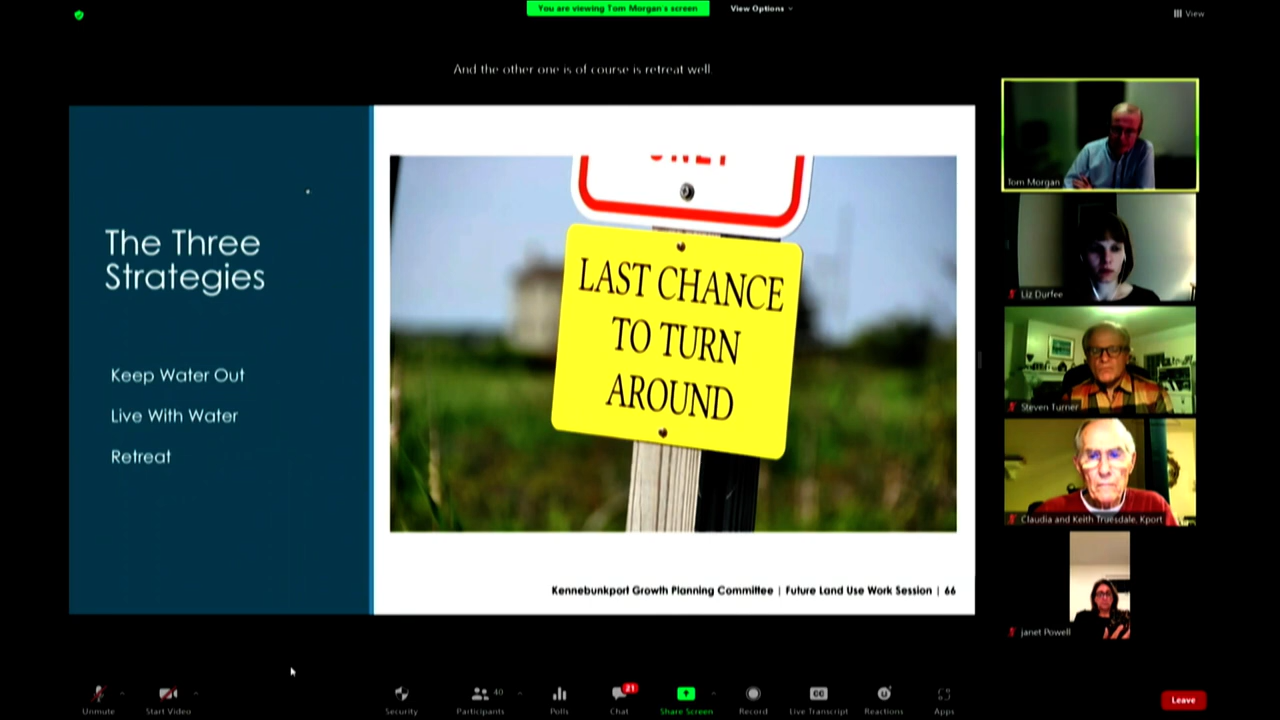 You are viewing Tom Morgan's screen
View Options
View
And the other one is of course is retreat well.
The Three
Strategies
Keep Water Out
Live With Water
Retreat
LAST CHANCE
TO TURN
AROUND
Kennebunkport Growth Planning Committee | Future Land Use Work Session | 66
Tom Morgan
Liz Durfee
Steven Turner
Claudia and Keith Truesdale, Kport
janet Powell
Unmute
Start Video
Security
40
Participants
Polls
21
Chat
Share Screen
Record
CC
Live Transcript
Reactions
Apps
Leave